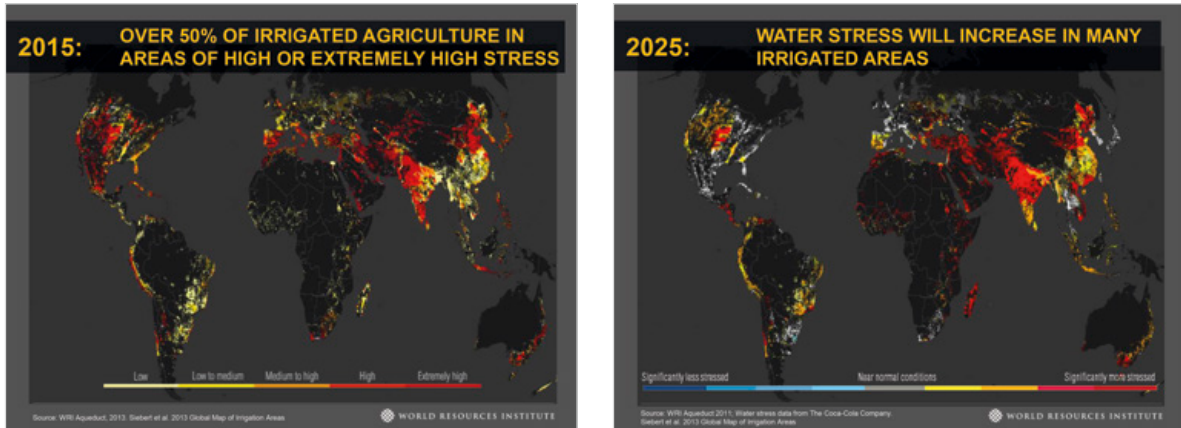 2015:
OVER 50% OF IRRIGATED AGRICULTURE IN
AREAS OF HIGH OR EXTREMELY HIGH STRESS
Low
Low to medium
Medium to high
High
Extremely high
Source: WRI Aqueduct, 2013. Siebert et al. 2013 Global Map of Irrigation Areas
WORLD RESOURCES INSTITUTE
2025:
WATER STRESS WILL INCREASE IN MANY
IRRIGATED AREAS
Significantly less stressed
Near normal conditions
Significantly more stressed
Source: WRI Aqueduct 2011; Water stress data from The Coca-Cola Company.
Siebert et al. 2013 Global Map of Irrigation Areas
WORLD RESOURCES INSTITUTE